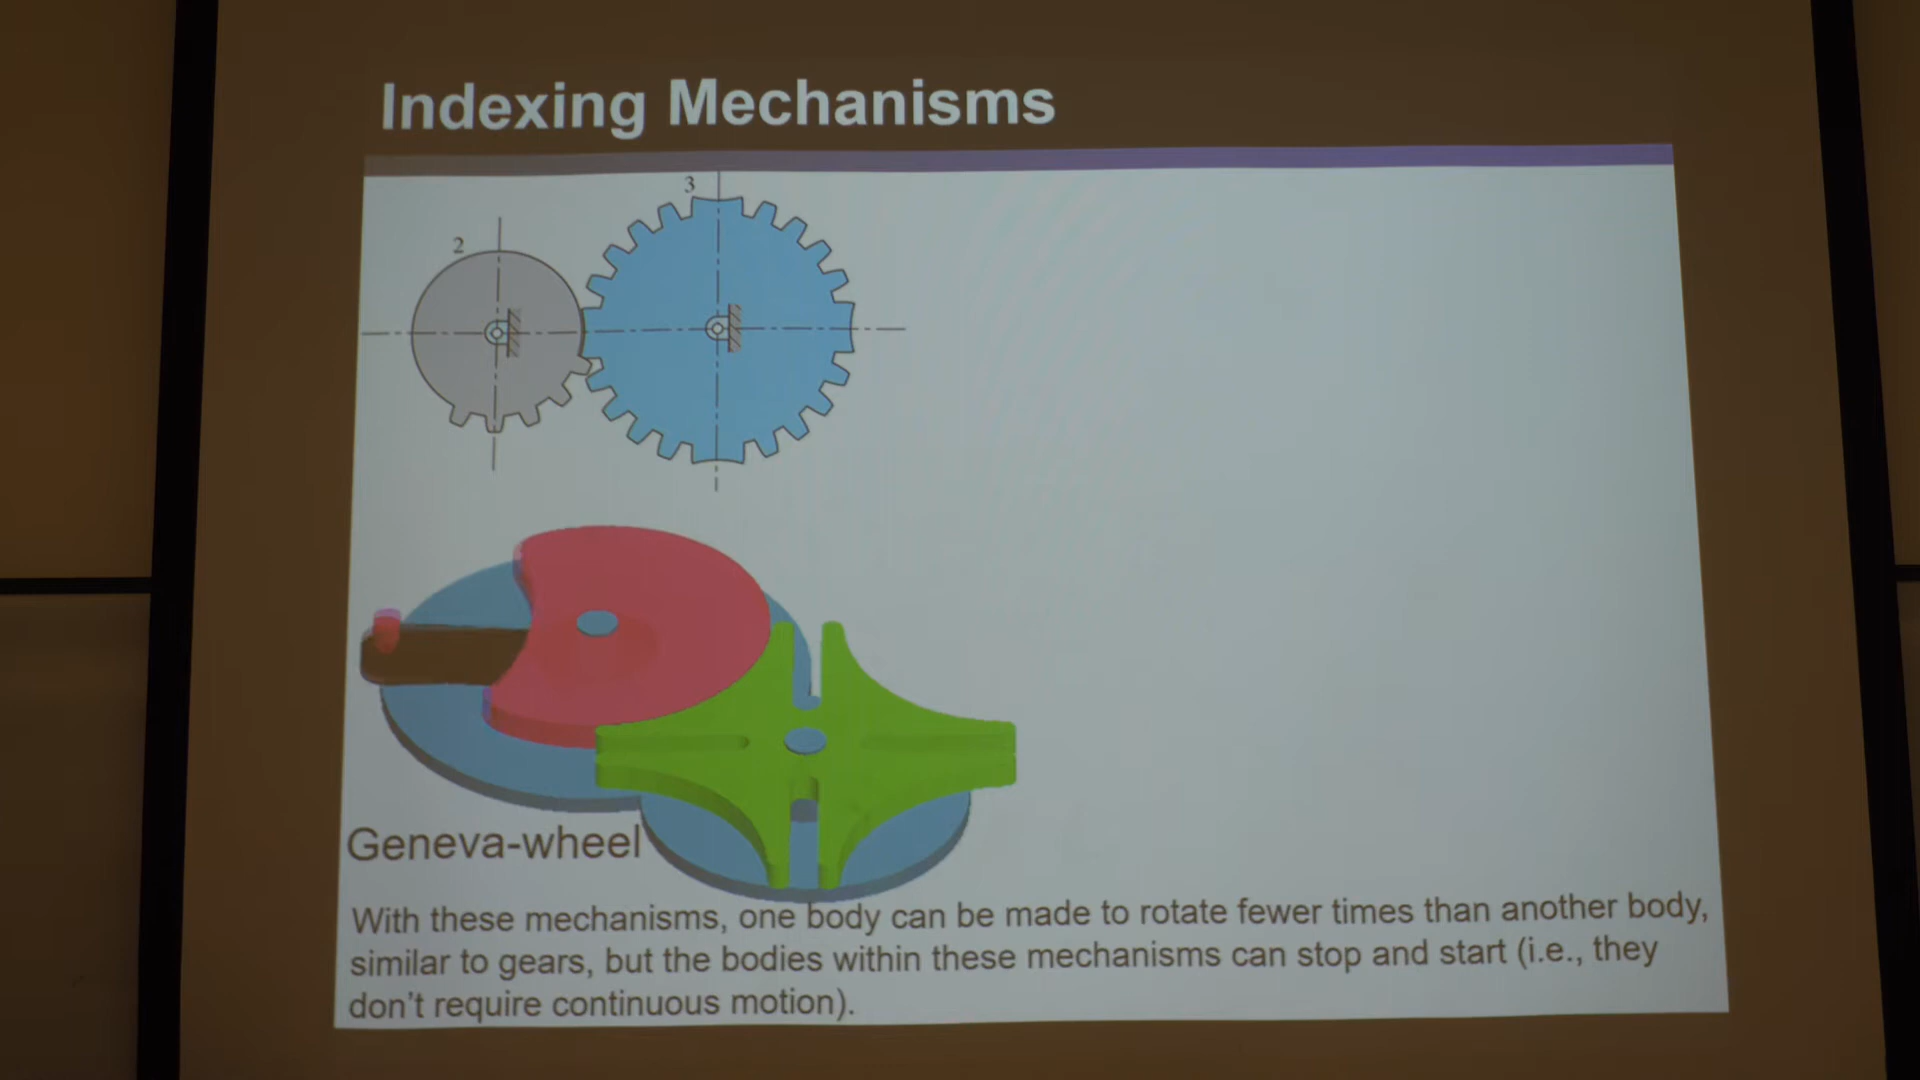 Indexing Mechanisms
3
2
Geneva-wheel
With these mechanisms, one body can be made to rotate fewer times than another body,
similar to gears, but the bodies within these mechanisms can stop and start (i.e., they
don't require continuous motion).